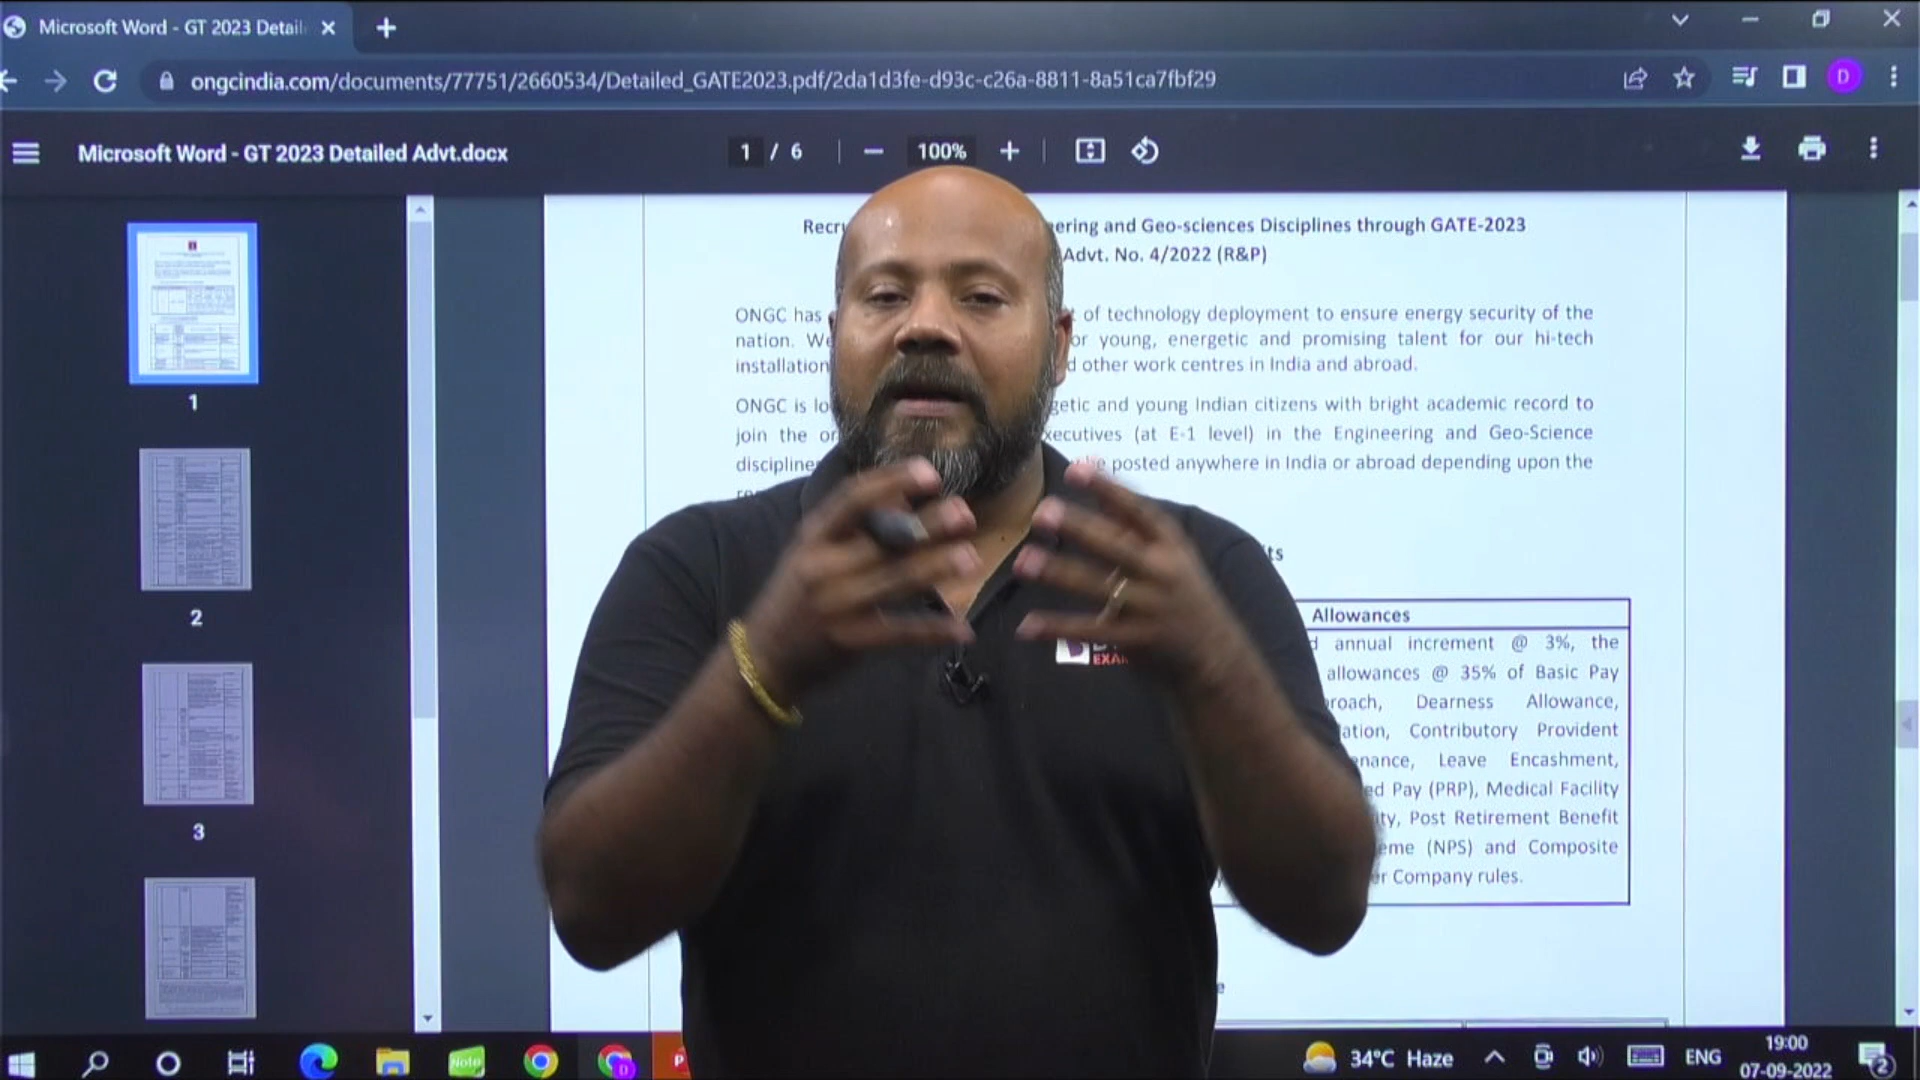 Microsoft Word - GT 2023 Detail
ongcindia.com/documents/77751/2660534/Detailed_GATE2023.pdf/2da1d3fe-d93c-c26a-8811-8a51ca7fbf29
D
Microsoft Word - GT 2023 Detailed Advt.docx
1 / 6
100%
Recru ering and Geo-sciences Disciplines through GATE-2023
Advt. No. 4/2022 (R&P)
ONGC has of technology deployment to ensure energy security of the
nation. We or young, energetic and promising talent for our hi-tech
installation d other work centres in India and abroad.
ONGC is lo getic and young Indian citizens with bright academic record to
join the or xecutives (at E-1 level) in the Engineering and Geo-Science
discipline posted anywhere in India or abroad depending upon the
ts
Allowances
d annual increment @ 3%, the
allowances @ 35% of Basic Pay
roach, Dearness Allowance,
ation, Contributory Provident
enance, Leave Encashment,
ed Pay (PRP), Medical Facility
ity, Post Retirement Benefit
eme (NPS) and Composite
er Company rules.
e
1
2
3
EXA
Note
D
P
34°C Haze
ENG
19:00
07-09-2022
2